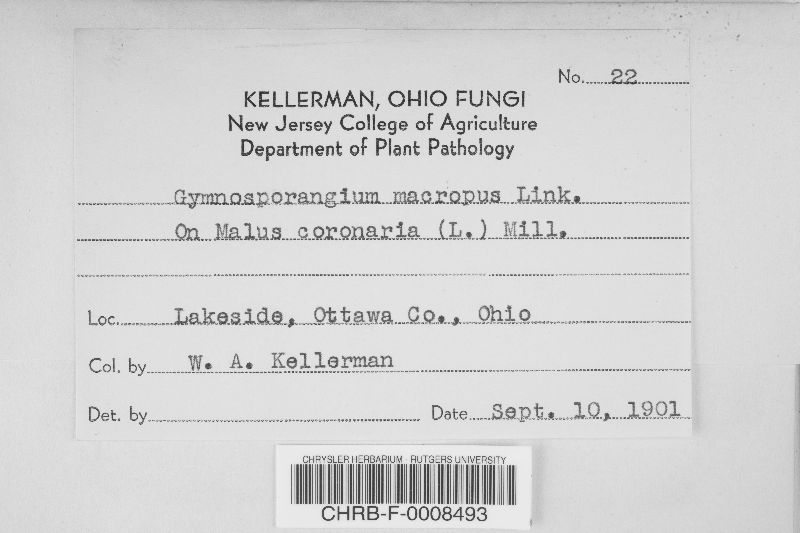 No. 22
KELLERMAN, OHIO FUNGI
New Jersey College of Agriculture
Department of Plant Pathology
Gymnosporangium macropus Link.
On Malus coronaria (L.) Mill.
Loc. Lakeside, Ottawa Co., Ohio
Col. by W. A. Kellerman
Det. by Date Sept. 10, 1901
CHRYSLER HERBARIUM - RUTGERS UNIVERSITY
CHRB-F-0008493